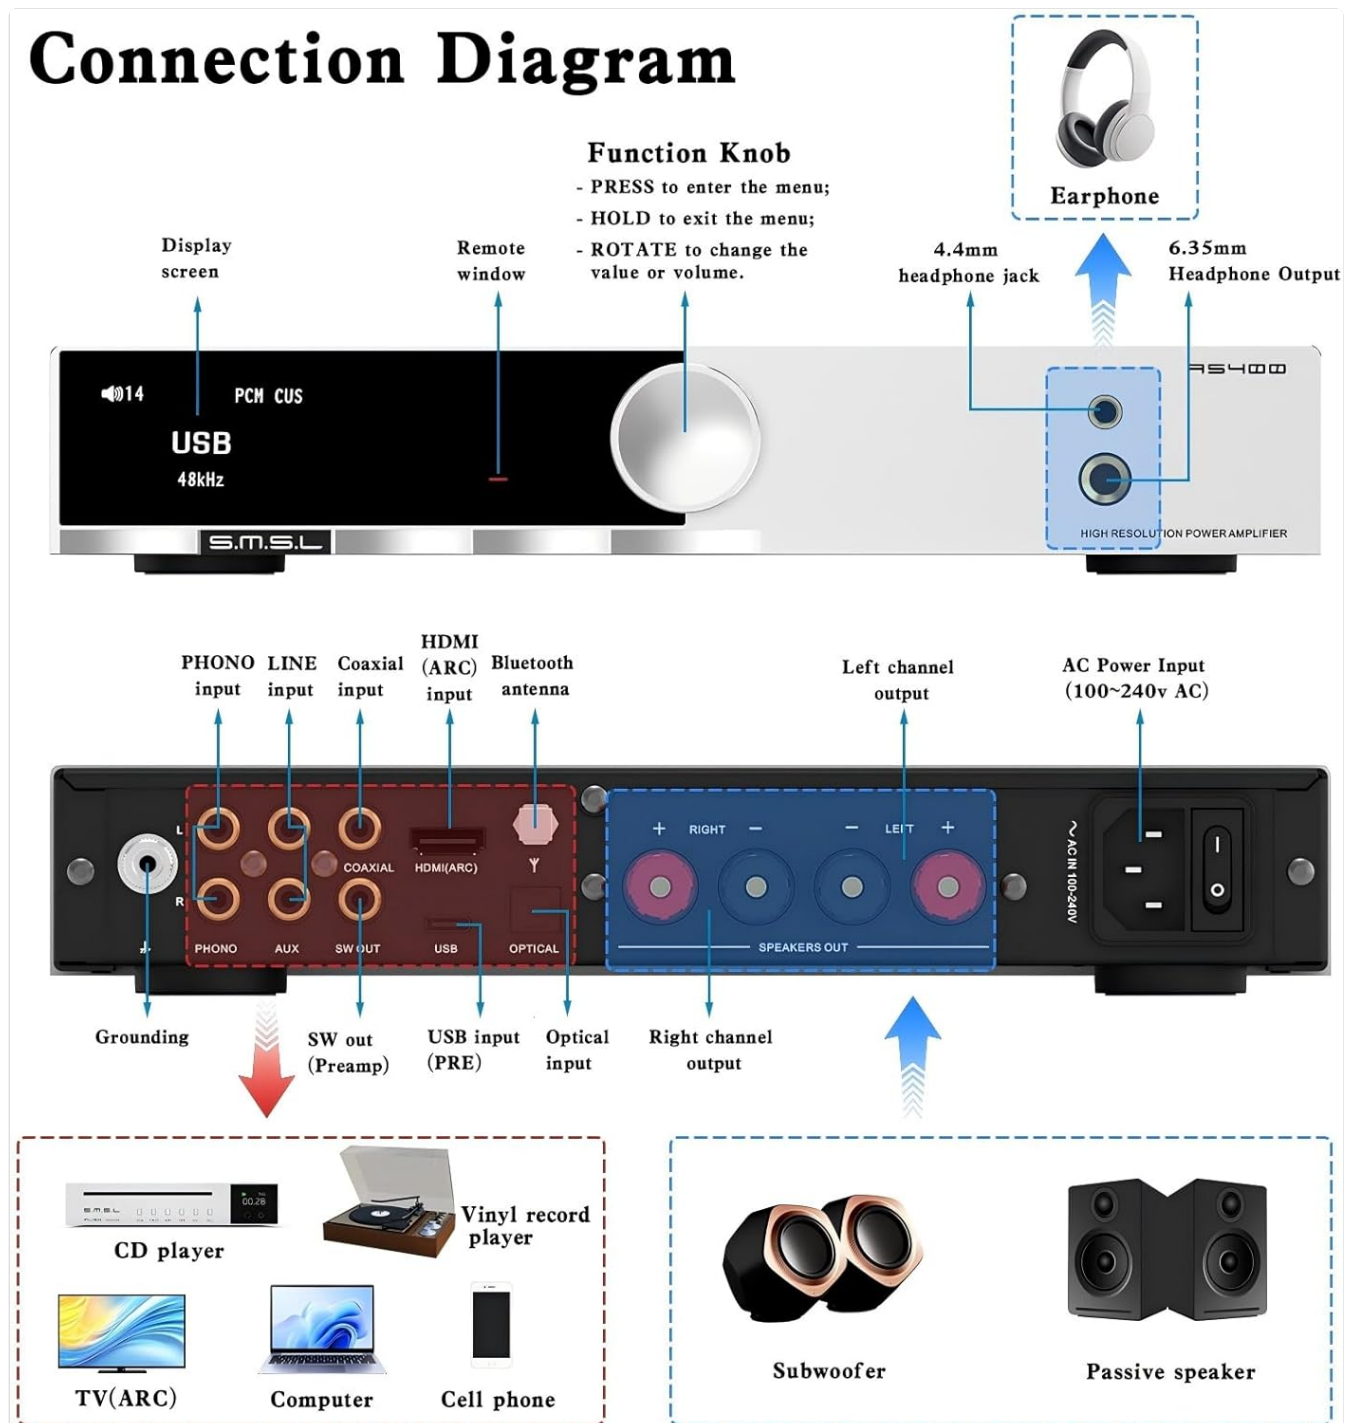 Connection Diagram
Earphone
Function Knob
- PRESS to enter the menu;
- HOLD to exit the menu;
- ROTATE to change the
value or volume.
Display
screen
Remote
window
4.4mm
headphone jack
6.35mm
Headphone Output
AS400
14
PCM CUS
USB
48kHz
S.M.S.L
HIGH RESOLUTION POWER AMPLIFIER
PHONO
input
LINE
input
Coaxial
input
HDMI
(ARC)
input
Bluetooth
antenna
Left channel
output
AC Power Input
(100~240v AC)
L
R
COAXIAL
HDMI(ARC)
PHONO
AUX
SW OUT
USB
OPTICAL
+ RIGHT −
− LEFT +
SPEAKERS OUT
~ AC IN 100-240V
Grounding
SW out
(Preamp)
USB input
(PRE)
Optical
input
Right channel
output
S.M.S.L
00.28
CD player
Vinyl record
player
TV(ARC)
Computer
Cell phone
Subwoofer
Passive speaker